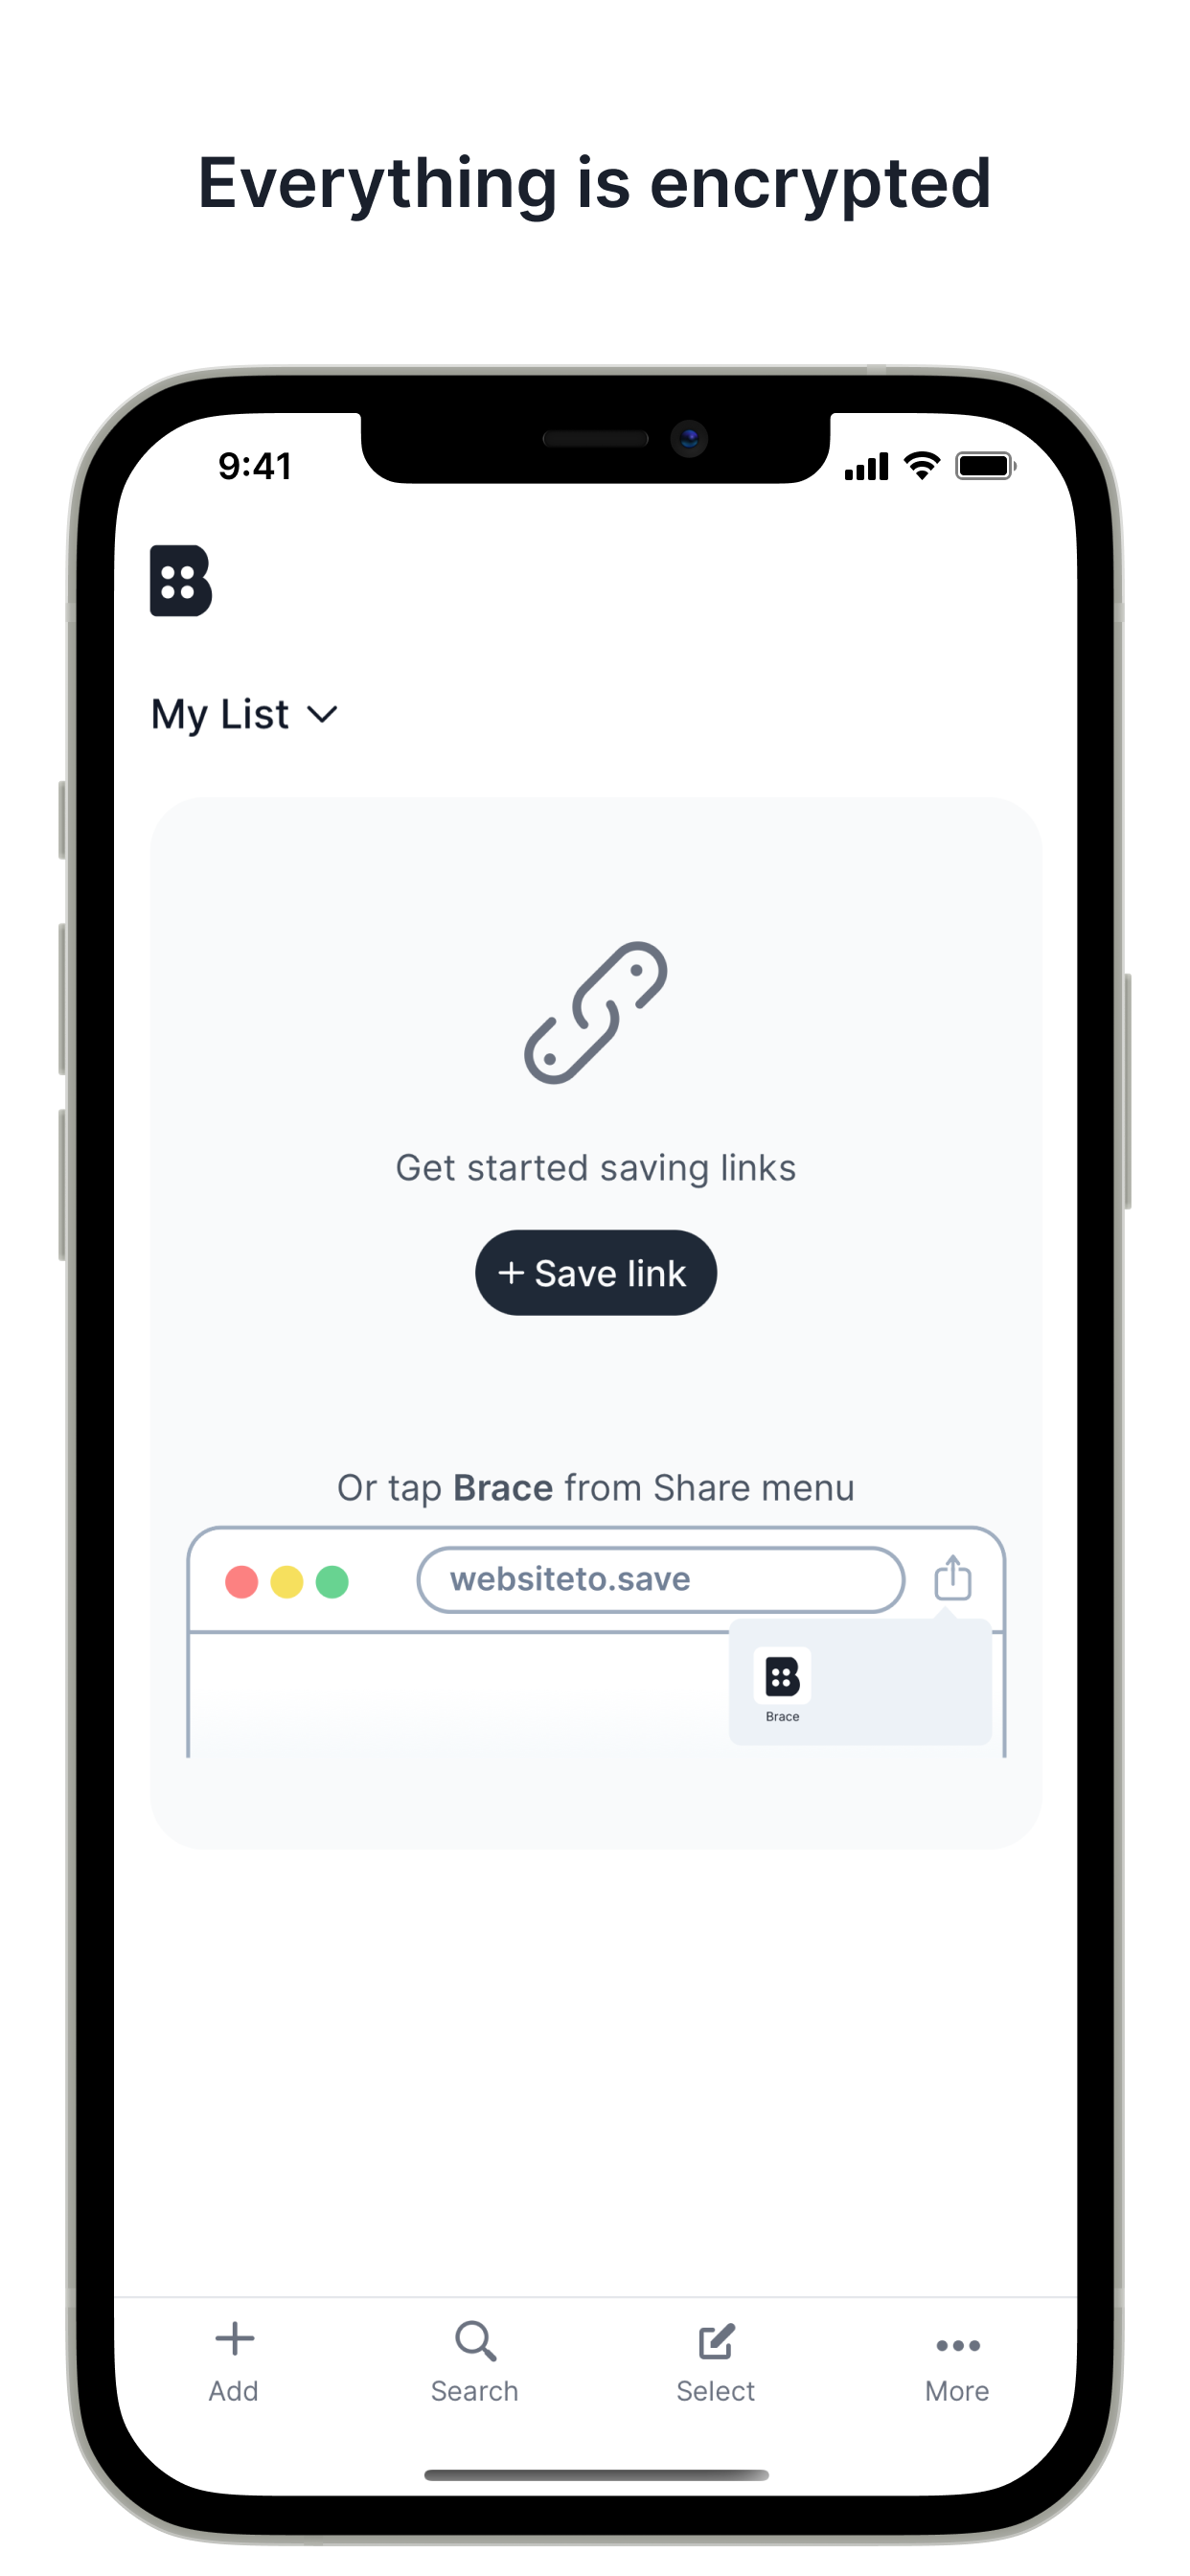 Everything is encrypted
9:41
My List
Get started saving links
+ Save link
Or tap Brace from Share menu
websiteto.save
Brace
Add
Search
Select
More